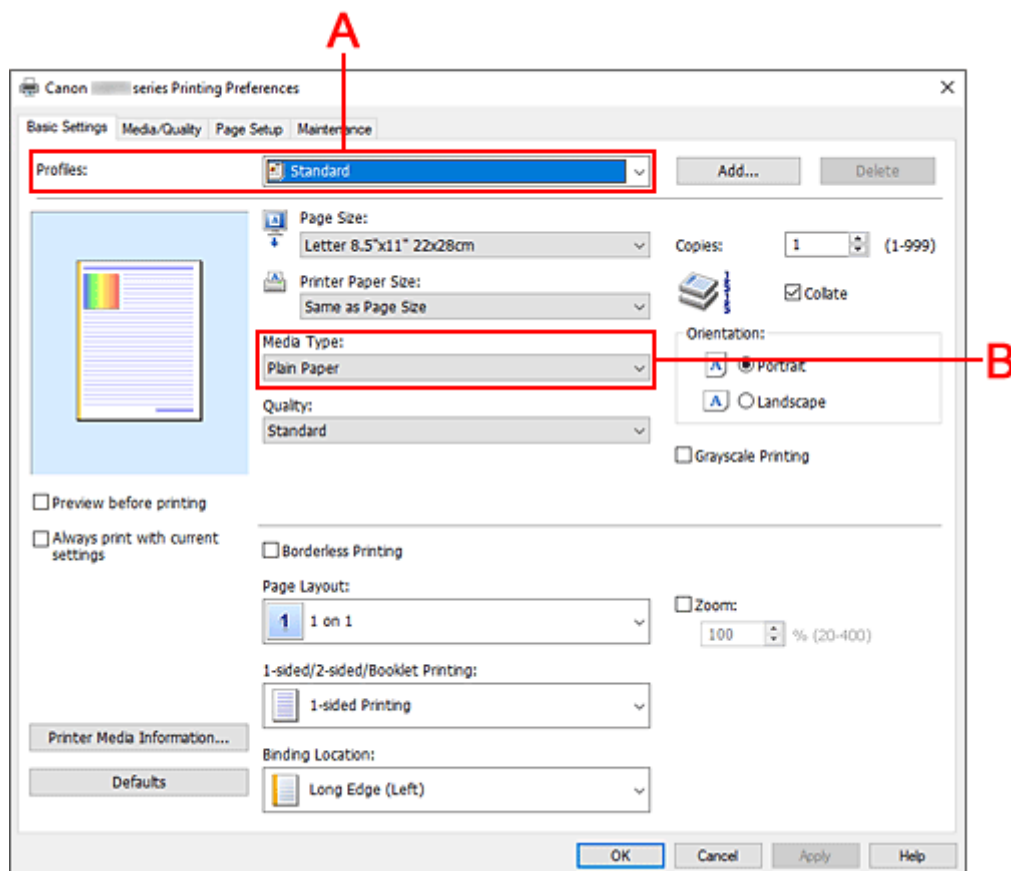 A
Canon series Printing Preferences
Basic Settings Media/Quality Page Setup Maintenance
Profiles: Standard Add... Delete
Page Size:
Letter 8.5"x11" 22x28cm
Copies: 1 (1-999)
Printer Paper Size:
Same as Page Size
Collate
Media Type:
Plain Paper
B
Orientation:
A Portrait
A Landscape
Quality:
Standard
Grayscale Printing
Preview before printing
Always print with current
settings
Borderless Printing
Page Layout:
1 1 on 1
Zoom:
100 % (20-400)
1-sided/2-sided/Booklet Printing:
1-sided Printing
Printer Media Information...
Defaults
Binding Location:
Long Edge (Left)
OK Cancel Apply Help